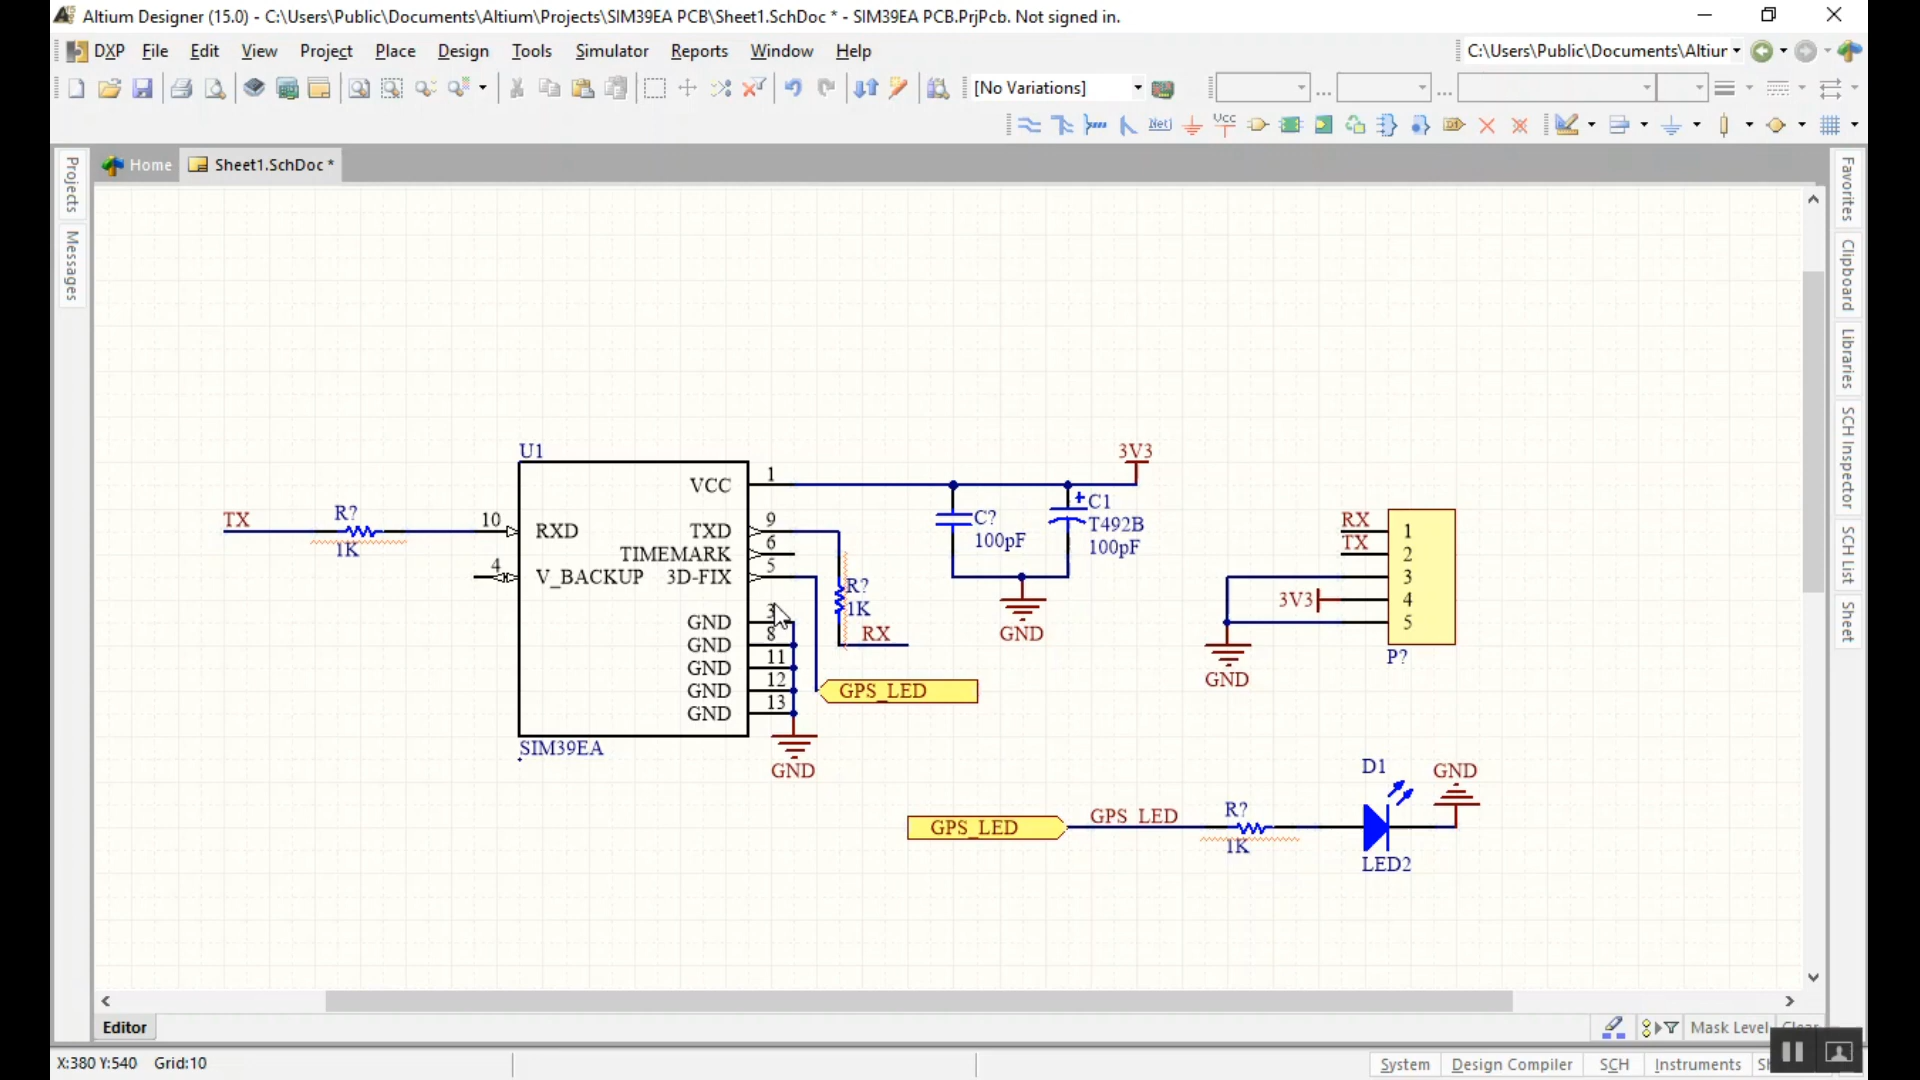 Altium Designer (15.0) - C:\Users\Public\Documents\Altium\Projects\SIM39EA PCB\Sheet1.SchDoc * - SIM39EA PCB.PrjPcb. Not signed in.
DXP File Edit View Project Place Design Tools Simulator Reports Window Help
C:\Users\Public\Documents\Altiur
[No Variations]
... ...
Net1 Vcc
Projects
Messages
Home Sheet1.SchDoc *
Favorites
Clipboard
Libraries
SCH Inspector
SCH List
Sheet
U1
VCC 1
3V3
C1
T492B
100pF
C?
100pF
GND
TX
R?
1K
10 RXD
4 V_BACKUP
TXD 9
TIMEMARK 6
3D-FIX 5
GND 3
GND 8
GND 11
GND 12
GND 13
SIM39EA
GND
R?
1K
RX
GPS_LED
RX 1
TX 2
3
3V3 4
5
P?
GND
GPS_LED
GPS_LED
R?
1K
D1
LED2
GND
Editor
Mask Level Clear
X:380 Y:540 Grid:10
System Design Compiler SCH Instruments